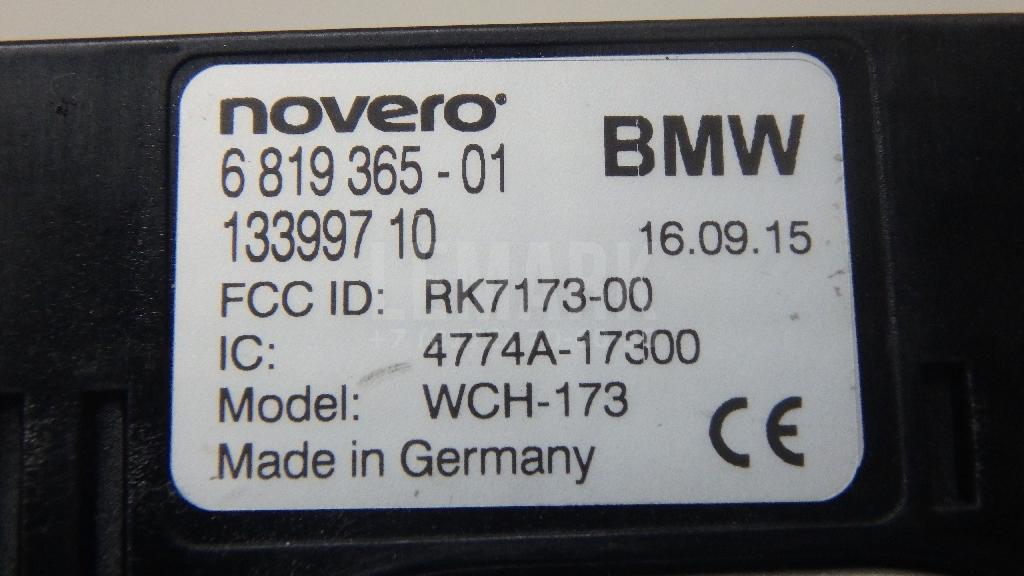 novero
BMW
6 819 365 - 01
133997 10
16.09.15
FCC ID: RK7173-00
IC: 4774A-17300
Model: WCH-173
Made in Germany
CE
LEMARK